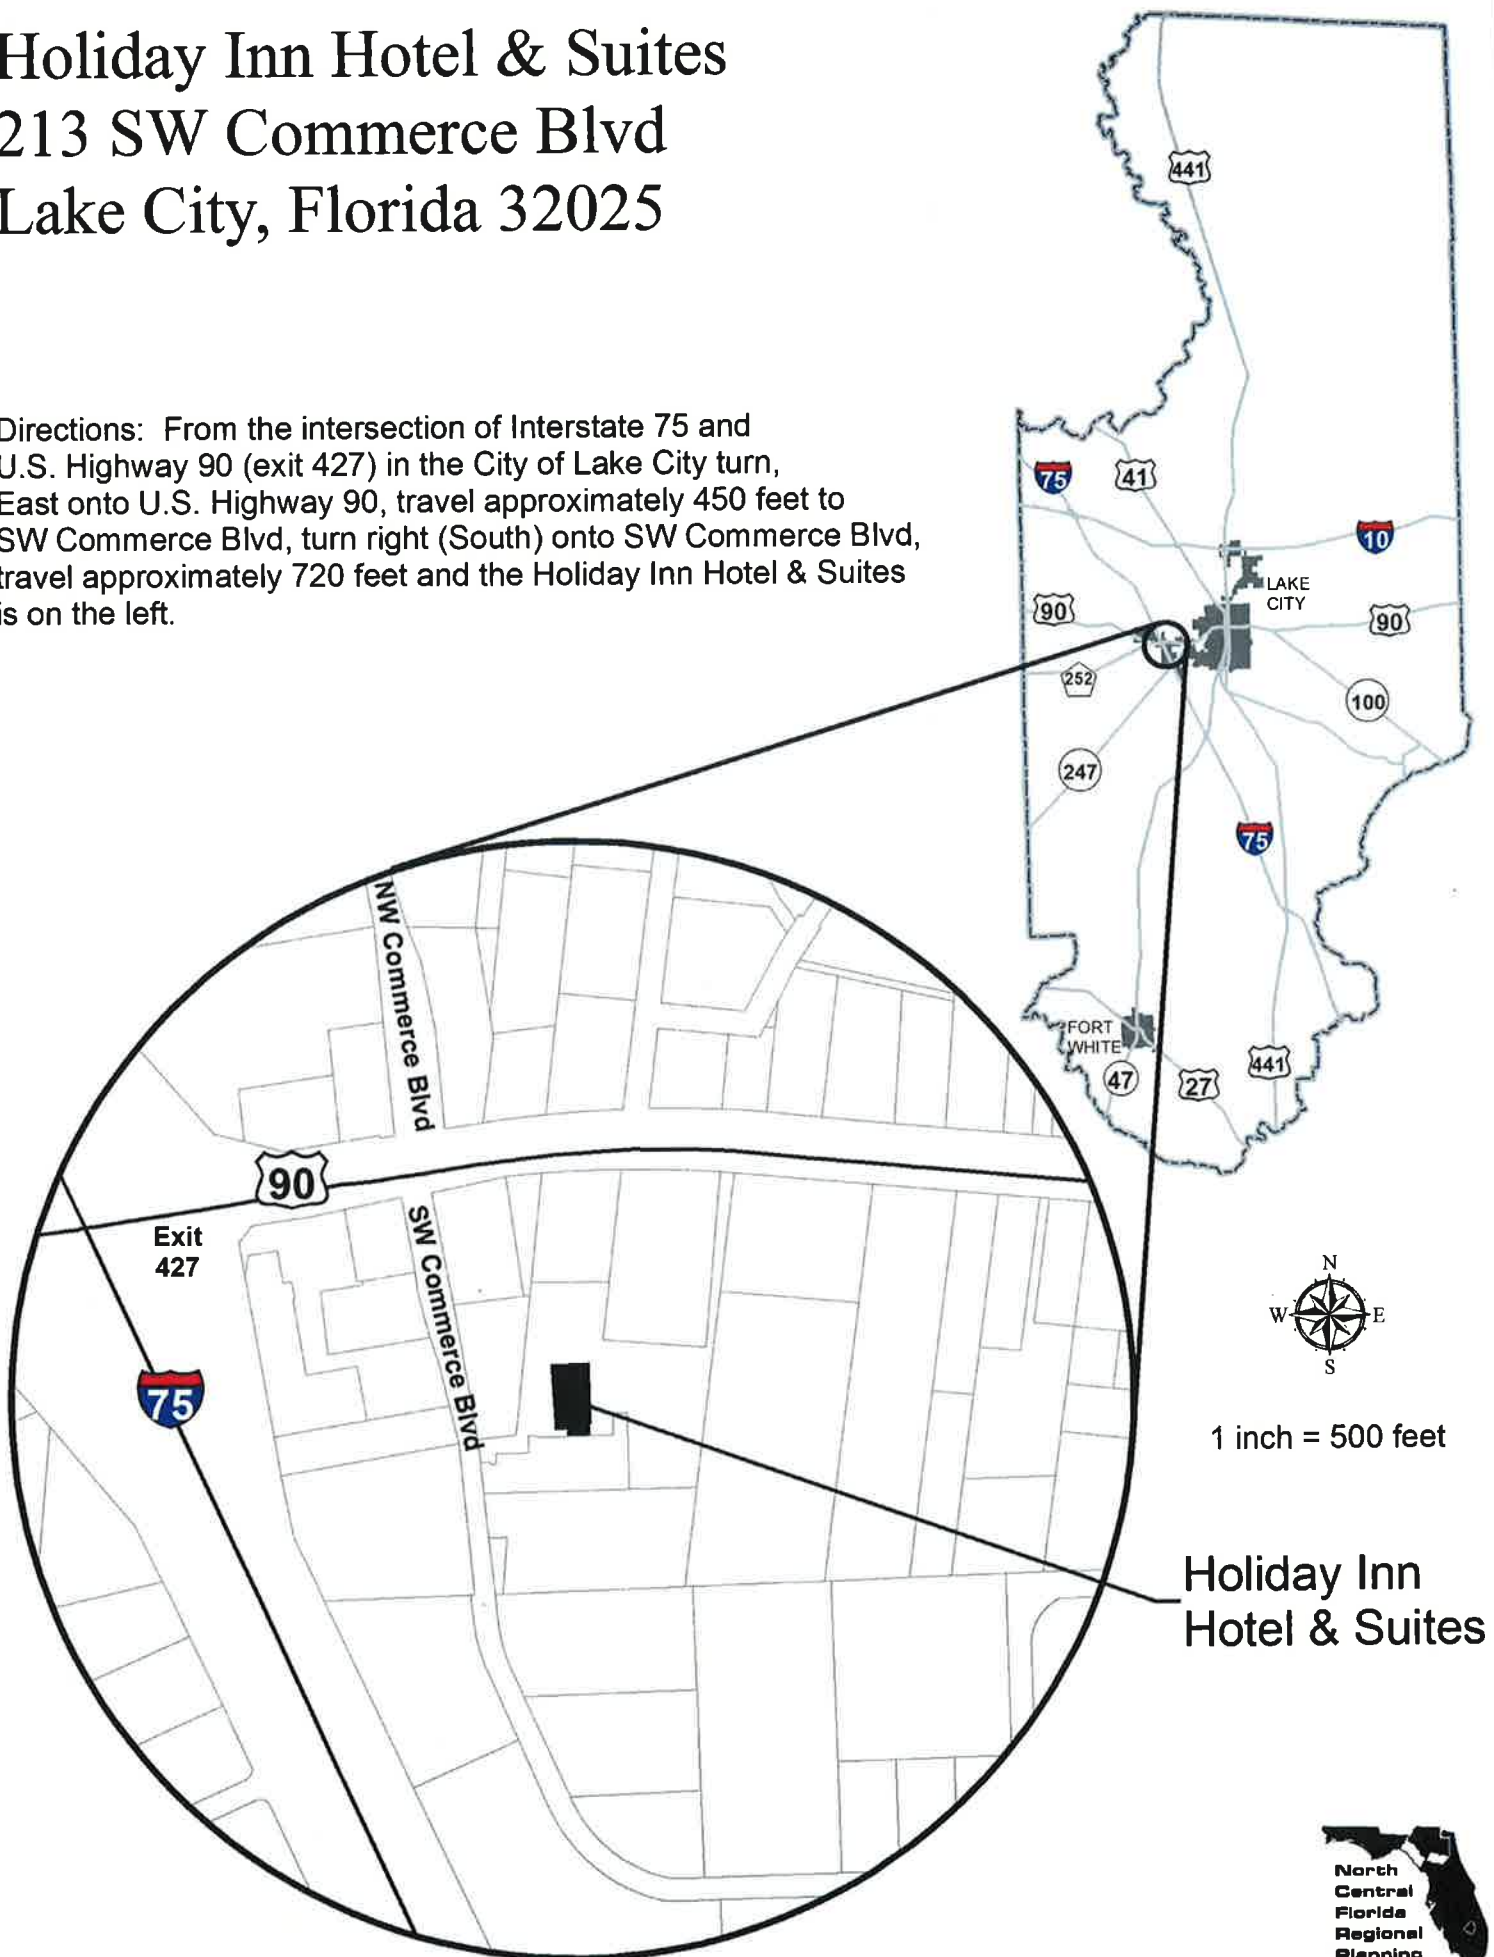 Holiday Inn Hotel & Suites
213 SW Commerce Blvd
Lake City, Florida 32025
Directions: From the intersection of Interstate 75 and
U.S. Highway 90 (exit 427) in the City of Lake City turn,
East onto U.S. Highway 90, travel approximately 450 feet to
SW Commerce Blvd, turn right (South) onto SW Commerce Blvd,
travel approximately 720 feet and the Holiday Inn Hotel & Suites
is on the left.
441
75
41
10
LAKE
CITY
90
90
252
100
247
75
FORT
WHITE
47
27
441
NW Commerce Blvd
90
Exit
427
SW Commerce Blvd
75
N
W
E
S
1 inch = 500 feet
Holiday Inn
Hotel & Suites
North
Central
Florida
Regional
Planning